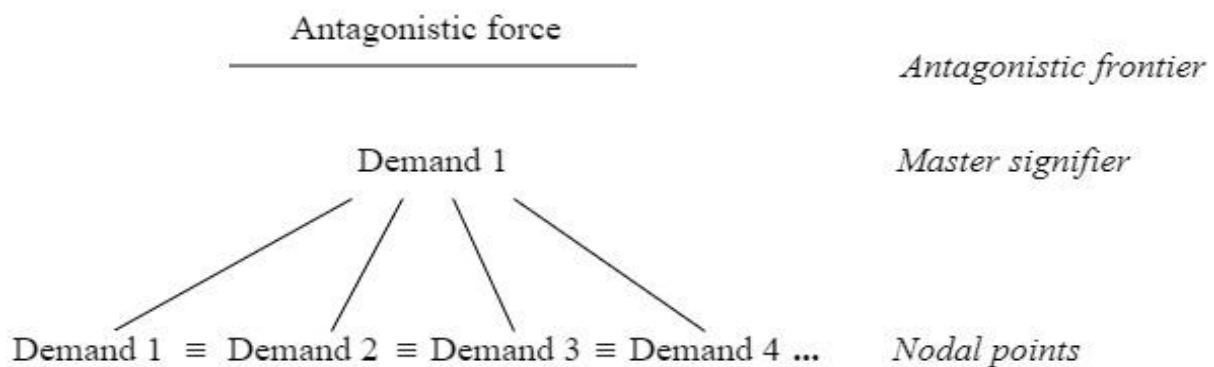 Antagonistic force
Antagonistic frontier
Demand 1 Master signifier
Demand 1 ≡ Demand 2 ≡ Demand 3 ≡ Demand 4 ... Nodal points